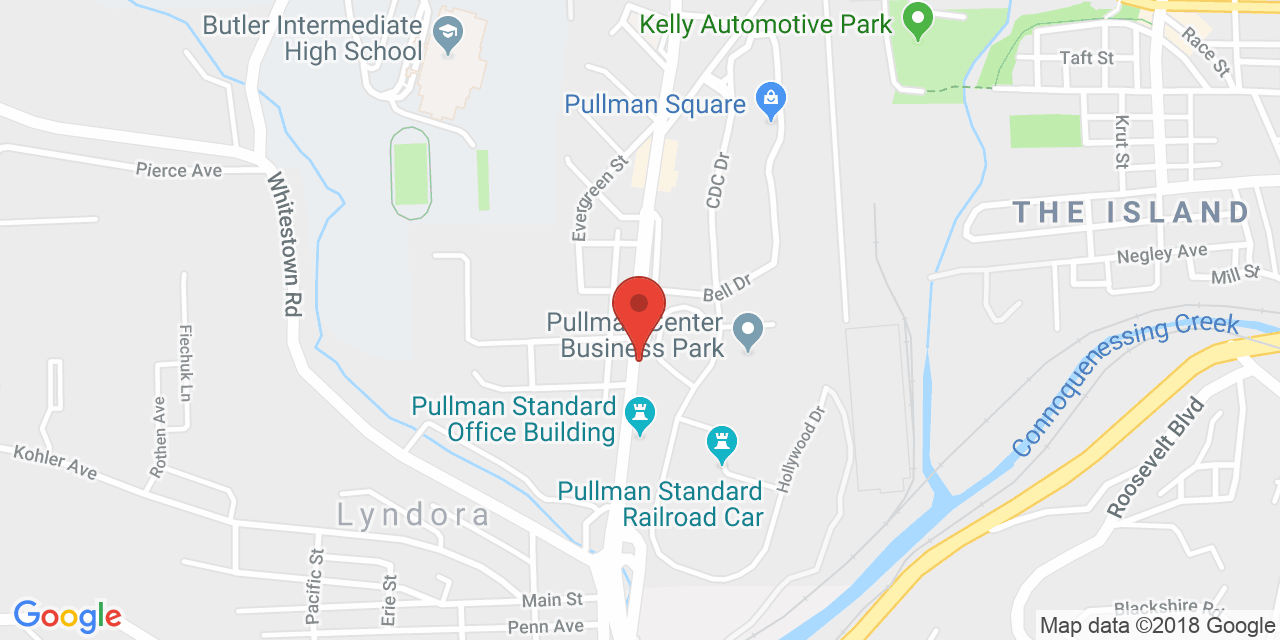 Butler Intermediate
High School
Kelly Automotive Park
Race St
Taft St
Pullman Square
Krut St
Pierce Ave
Evergreen St
CDC Dr
Whitestown Rd
THE ISLAND
Negley Ave
Mill St
Bell Dr
Fiechuk Ln
Pullman Center
Business Park
Connoquenessing Creek
Pullman Standard
Office Building
Rothen Ave
Hollywood Dr
Kohler Ave
Roosevelt Blvd
Pullman Standard
Railroad Car
Lyndora
Pacific St
Erie St
Main St
Penn Ave
Blackshire
Google
Map data ©2018 Google